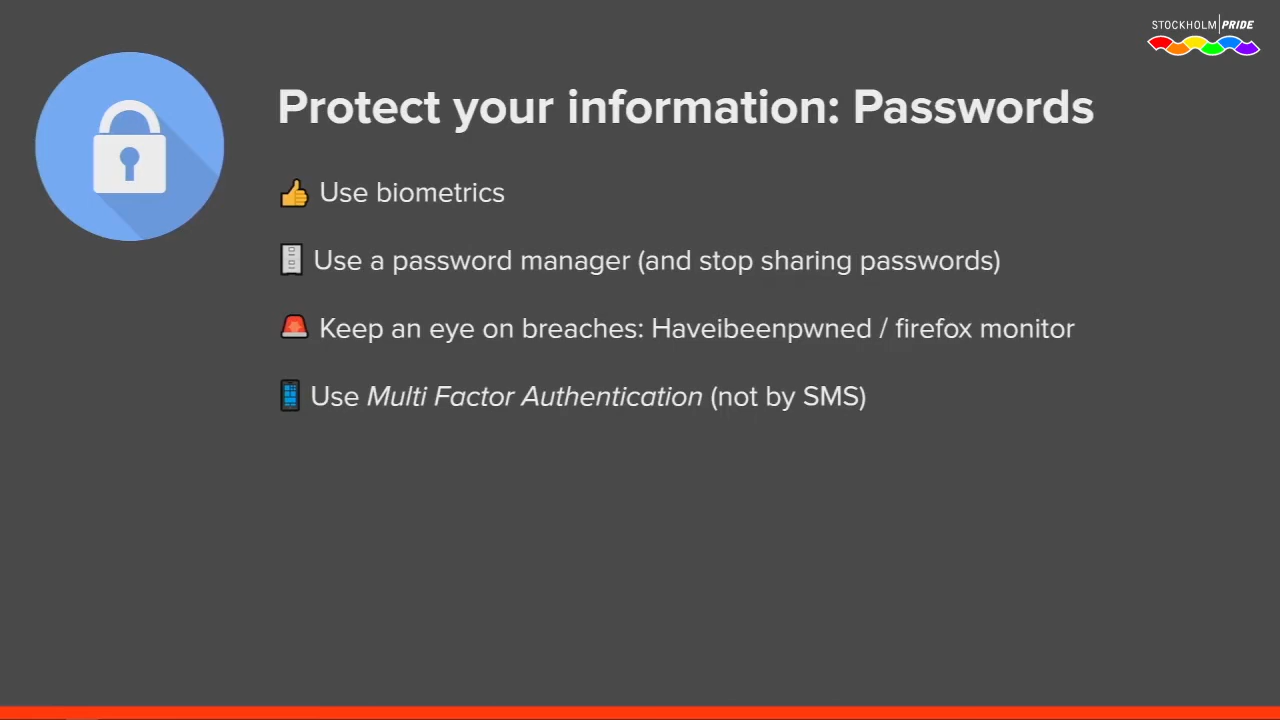 STOCKHOLM PRIDE
Protect your information: Passwords
👍 Use biometrics
🗄 Use a password manager (and stop sharing passwords)
🚨 Keep an eye on breaches: Haveibeenpwned / firefox monitor
📱 Use Multi Factor Authentication (not by SMS)